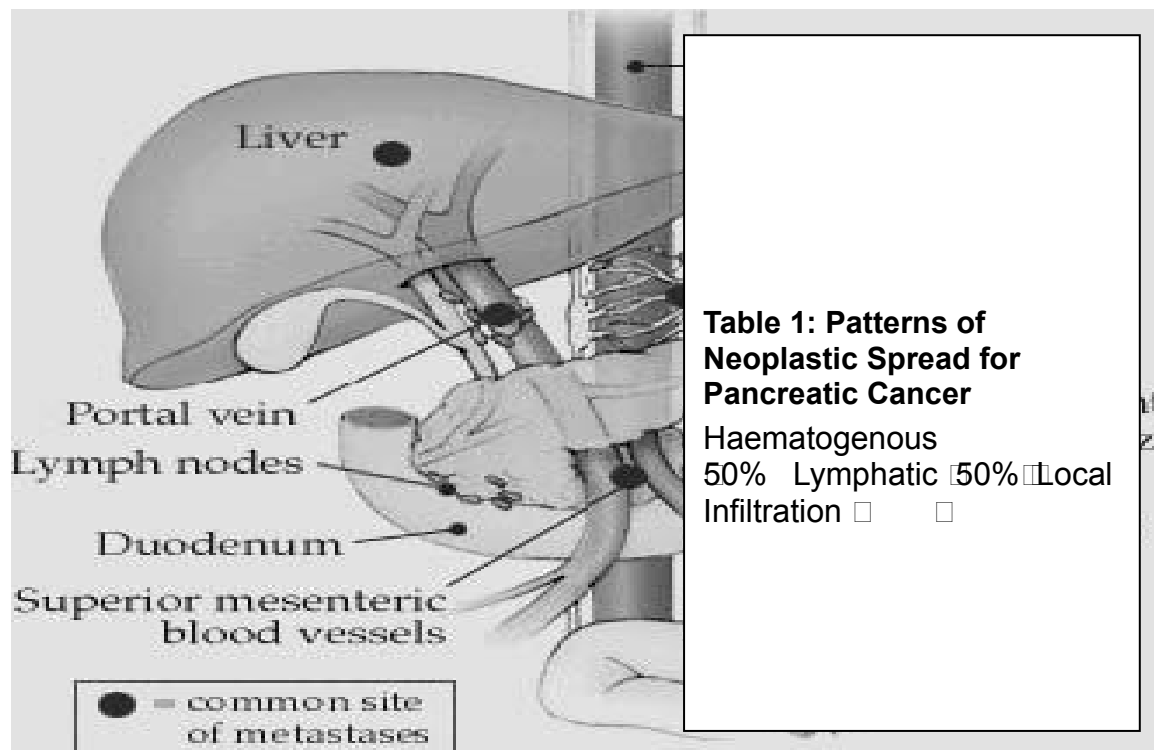 Liver
Portal vein
Lymph nodes
Duodenum
Superior mesenteric
blood vessels
= common site
of metastases
Table 1: Patterns of
Neoplastic Spread for
Pancreatic Cancer
Haematogenous
50% Lymphatic □50%□Local
Infiltration □ □